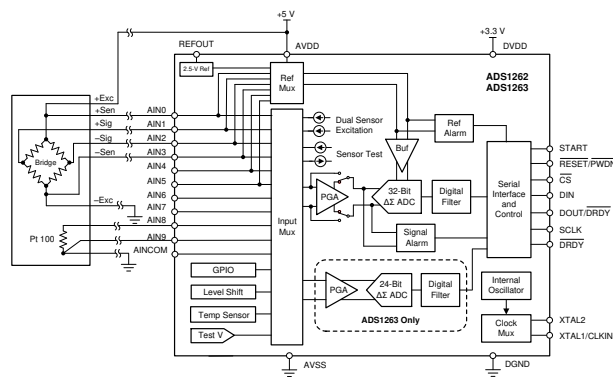 +5 V
+3.3 V
REFOUT
AVDD
DVDD
2.5-V Ref
Ref
Mux
ADS1262
ADS1263
+Exc
+Sen
AIN0
+Sig
AIN1
−Sig
AIN2
−Sen
AIN3
AIN4
AIN5
AIN6
−Exc
AIN7
AIN8
AIN9
AINCOM
Bridge
Pt 100
Dual Sensor
Excitation
Sensor Test
Input
Mux
Buf
Ref
Alarm
PGA
32-Bit
ΔΣ ADC
Digital
Filter
Signal
Alarm
Serial
Interface
and
Control
START
RESET/PWDN
CS
DIN
DOUT/DRDY
SCLK
DRDY
GPIO
Level Shift
Temp Sensor
Test V
PGA
24-Bit
ΔΣ ADC
Digital
Filter
ADS1263 Only
Internal
Oscillator
Clock
Mux
XTAL2
XTAL1/CLKIN
AVSS
DGND